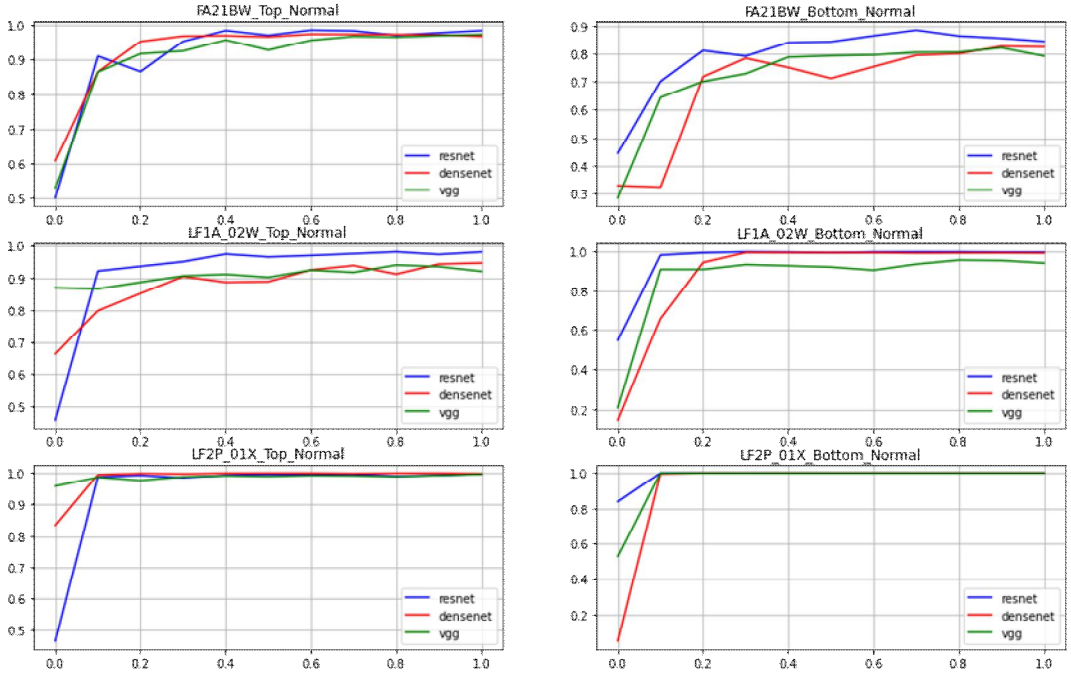 FA21BW_Top_Normal
1.0
0.9
0.8
0.7
0.6
0.5
0.0 0.2 0.4 0.6 0.8 1.0
resnet
densenet
vgg
FA21BW_Bottom_Normal
0.9
0.8
0.7
0.6
0.5
0.4
0.3
0.0 0.2 0.4 0.6 0.8 1.0
resnet
densenet
vgg
LF1A_02W_Top_Normal
1.0
0.9
0.8
0.7
0.6
0.5
0.0 0.2 0.4 0.6 0.8 1.0
resnet
densenet
vgg
LF1A_02W_Bottom_Normal
1.0
0.8
0.6
0.4
0.2
0.0 0.2 0.4 0.6 0.8 1.0
resnet
densenet
vgg
LF2P_01X_Top_Normal
1.0
0.9
0.8
0.7
0.6
0.5
0.0 0.2 0.4 0.6 0.8 1.0
resnet
densenet
vgg
LF2P_01X_Bottom_Normal
1.0
0.8
0.6
0.4
0.2
0.0 0.2 0.4 0.6 0.8 1.0
resnet
densenet
vgg